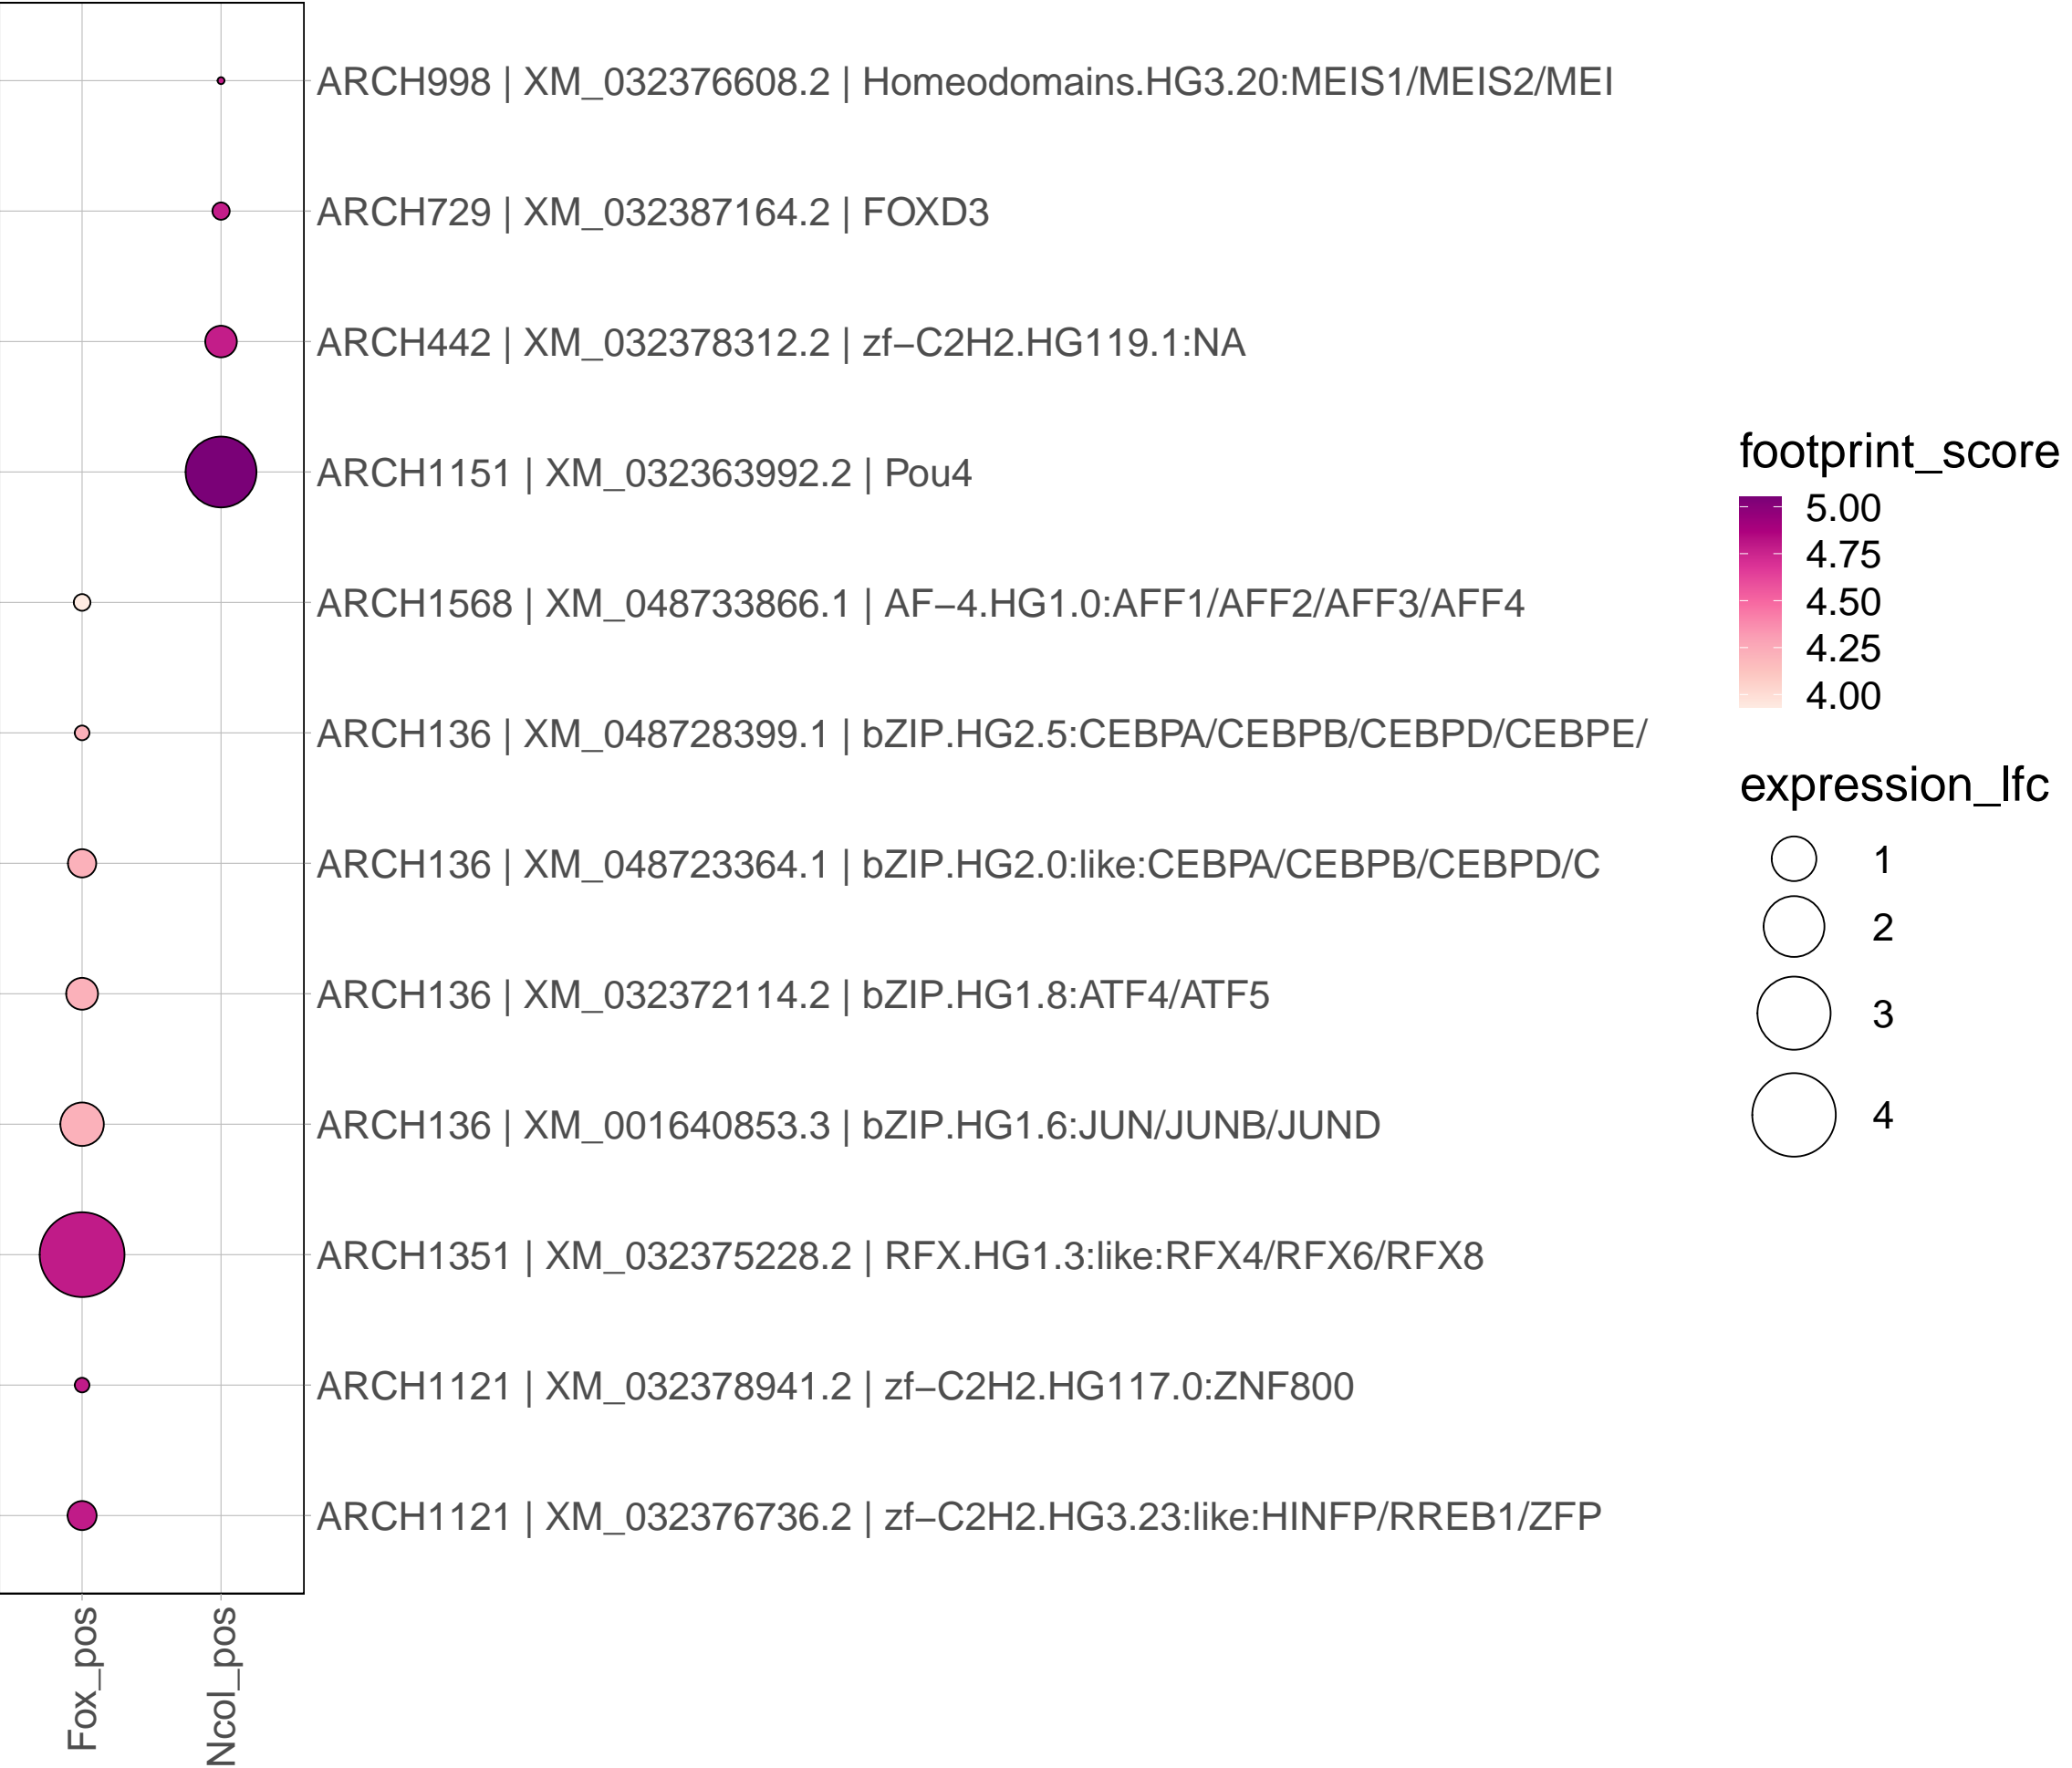 ARCH998 | XM_032376608.2 | Homeodomains.HG3.20:MEIS1/MEIS2/MEI
ARCH729 | XM_032387164.2 | FOXD3
ARCH442 | XM_032378312.2 | zf−C2H2.HG119.1:NA
ARCH1151 | XM_032363992.2 | Pou4
ARCH1568 | XM_048733866.1 | AF−4.HG1.0:AFF1/AFF2/AFF3/AFF4
ARCH136 | XM_048728399.1 | bZIP.HG2.5:CEBPA/CEBPB/CEBPD/CEBPE/
ARCH136 | XM_048723364.1 | bZIP.HG2.0:like:CEBPA/CEBPB/CEBPD/C
ARCH136 | XM_032372114.2 | bZIP.HG1.8:ATF4/ATF5
ARCH136 | XM_001640853.3 | bZIP.HG1.6:JUN/JUNB/JUND
ARCH1351 | XM_032375228.2 | RFX.HG1.3:like:RFX4/RFX6/RFX8
ARCH1121 | XM_032378941.2 | zf−C2H2.HG117.0:ZNF800
ARCH1121 | XM_032376736.2 | zf−C2H2.HG3.23:like:HINFP/RREB1/ZFP
Fox_pos
Ncol_pos
footprint_score
5.00
4.75
4.50
4.25
4.00
expression_lfc
1
2
3
4